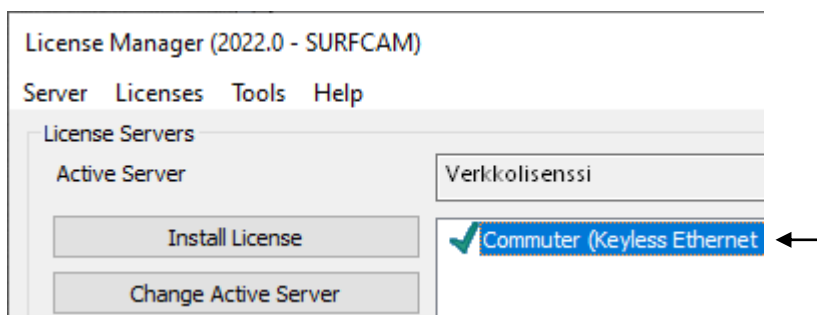 License Manager (2022.0 - SURFCAM)
Server Licenses Tools Help
License Servers
Active Server Verkkolisenssi
Install License Commuter (Keyless Ethernet
Change Active Server